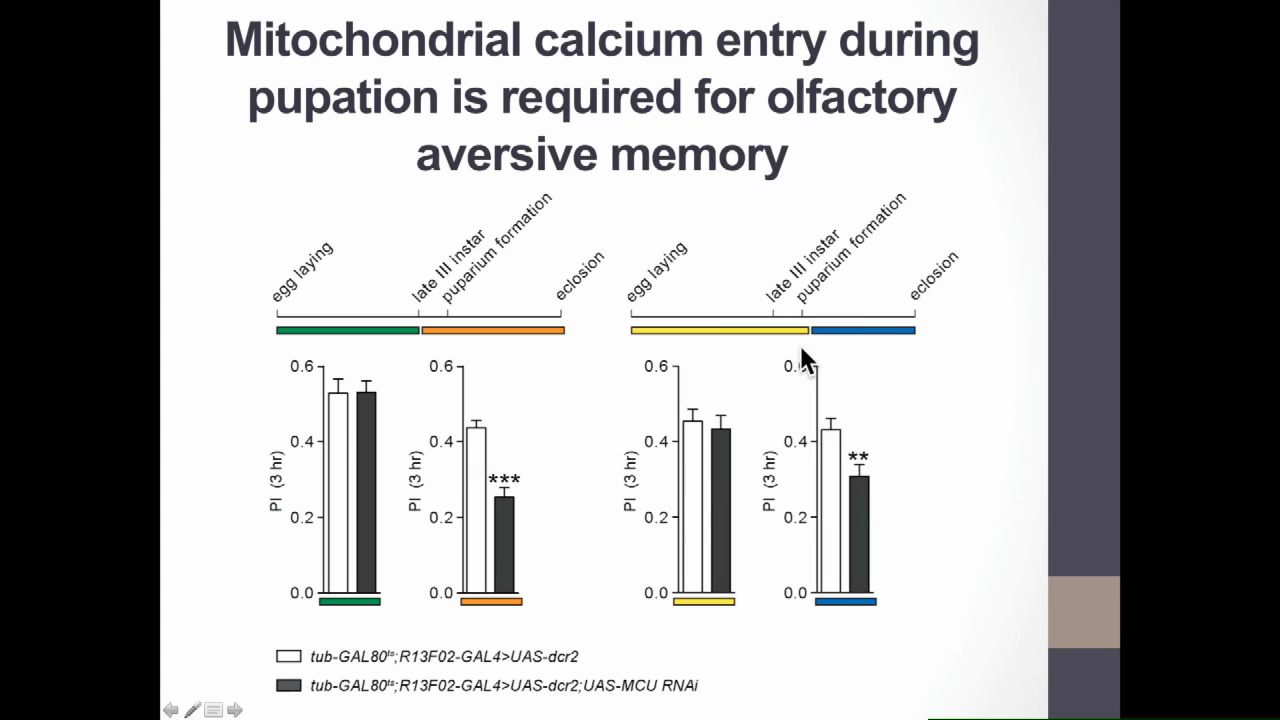 Mitochondrial calcium entry during
pupation is required for olfactory
aversive memory
egg laying
late III instar
puparium formation
eclosion
egg laying
late III instar
puparium formation
eclosion
0.6
0.4
0.2
0.0
PI (3 hr)
0.6
0.4
0.2
0.0
PI (3 hr)
***
0.6
0.4
0.2
0.0
PI (3 hr)
0.4
0.2
0.0
PI (3 hr)
**
tub-GAL80ts;R13F02-GAL4>UAS-dcr2
tub-GAL80ts;R13F02-GAL4>UAS-dcr2;UAS-MCU RNAi